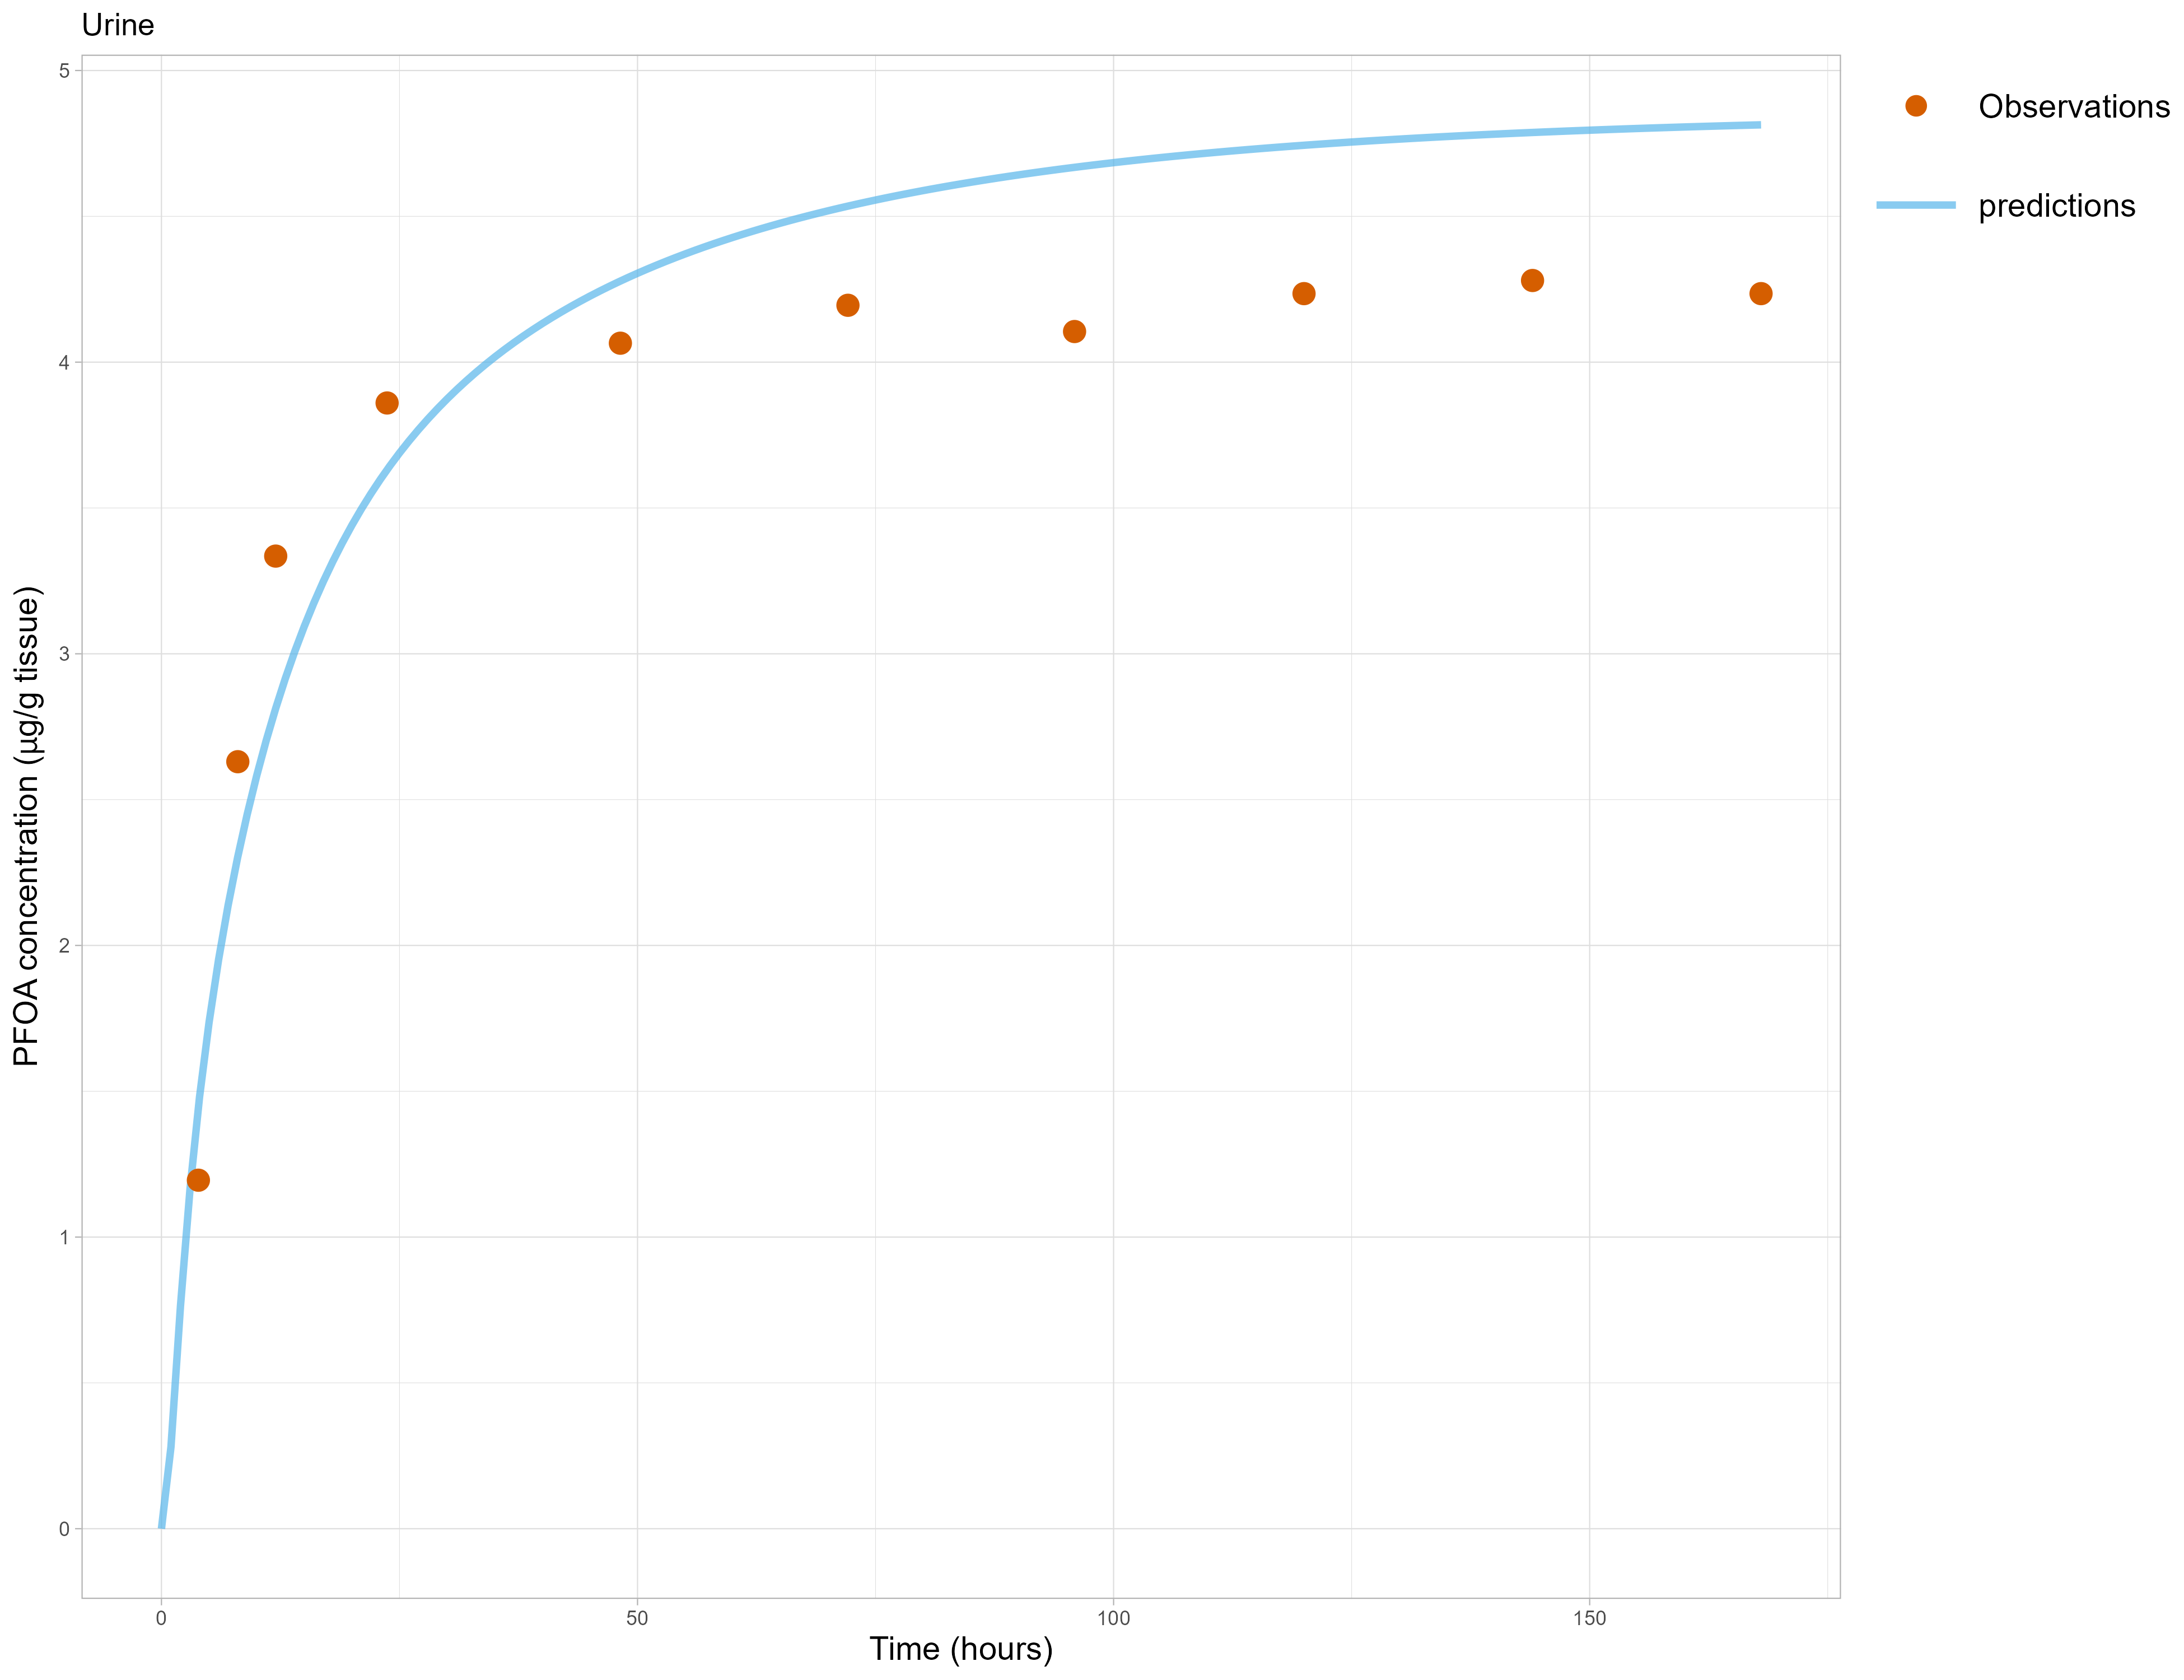 Urine
5
4
3
2
1
0
PFOA concentration (µg/g tissue)
0 50 100 150
Time (hours)
Observations
predictions